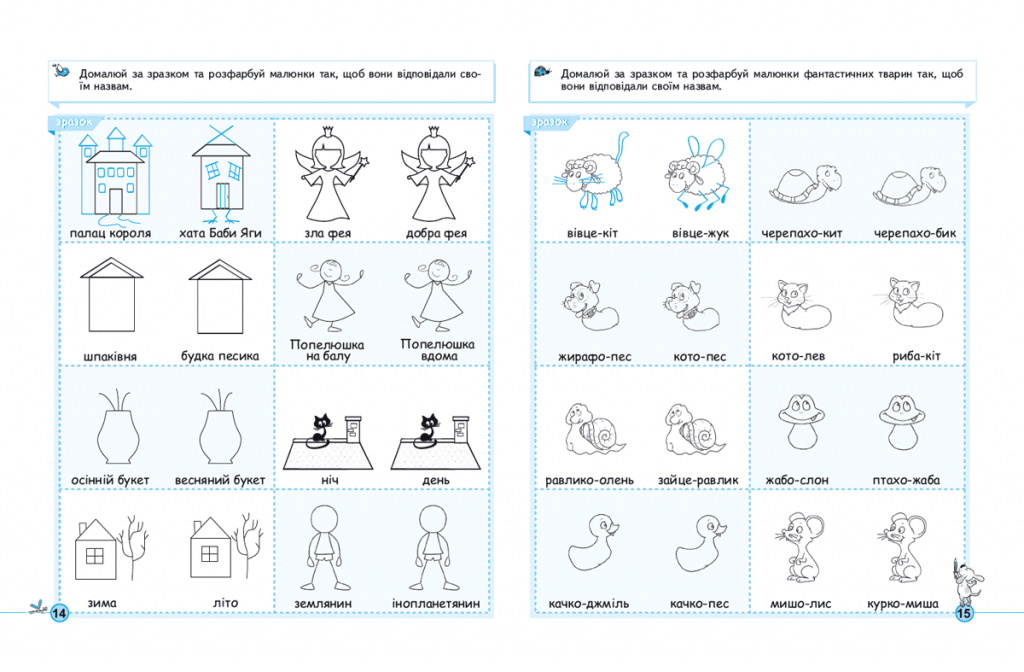 Домалюй за зразком та розфарбуй малюнки так, щоб вони відповідали сво-
їм назвам.
зразок
палац короля
хата Баби Яги
зла фея
добра фея
шпаківня
будка песика
Попелюшка
на балу
Попелюшка
вдома
осінній букет
весняний букет
ніч
день
зима
літо
землянин
інопланетянин
14
Домалюй за зразком та розфарбуй малюнки фантастичних тварин так, щоб
вони відповідали своїм назвам.
зразок
вівце-кіт
вівце-жук
черепахо-кит
черепахо-бик
жирафо-пес
кото-пес
кото-лев
риба-кіт
равлико-олень
зайце-равлик
жабо-слон
птахо-жаба
качко-джміль
качко-пес
мишо-лис
курко-миша
15